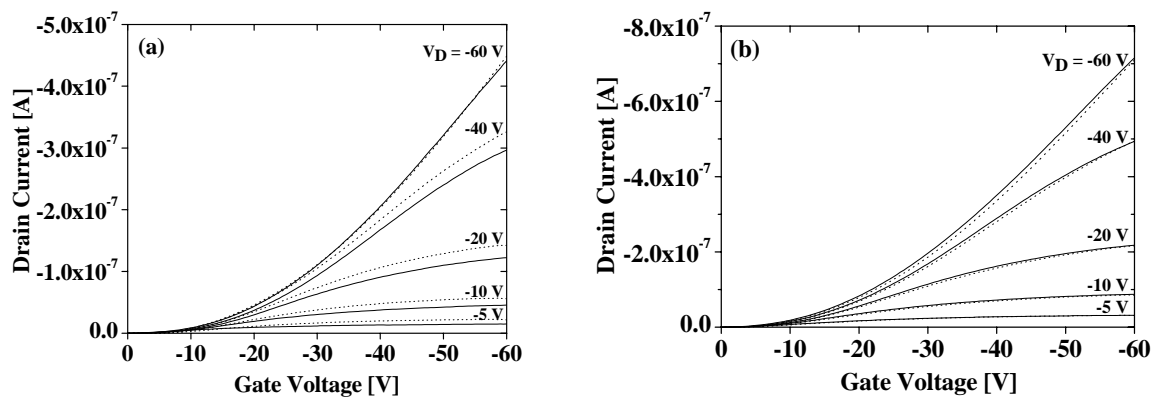 (a)
-5.0x10⁻⁷
-4.0x10⁻⁷
-3.0x10⁻⁷
-2.0x10⁻⁷
-1.0x10⁻⁷
0.0
Drain Current [A]
V_D = -60 V
-40 V
-20 V
-10 V
-5 V
0 -10 -20 -30 -40 -50 -60
Gate Voltage [V]
(b)
-8.0x10⁻⁷
-6.0x10⁻⁷
-4.0x10⁻⁷
-2.0x10⁻⁷
0.0
Drain Current [A]
V_D = -60 V
-40 V
-20 V
-10 V
-5 V
0 -10 -20 -30 -40 -50 -60
Gate Voltage [V]